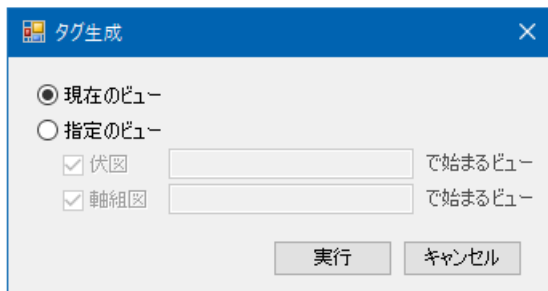 タグ生成
現在のビュー
指定のビュー
伏図 で始まるビュー
軸組図 で始まるビュー
実行 キャンセル